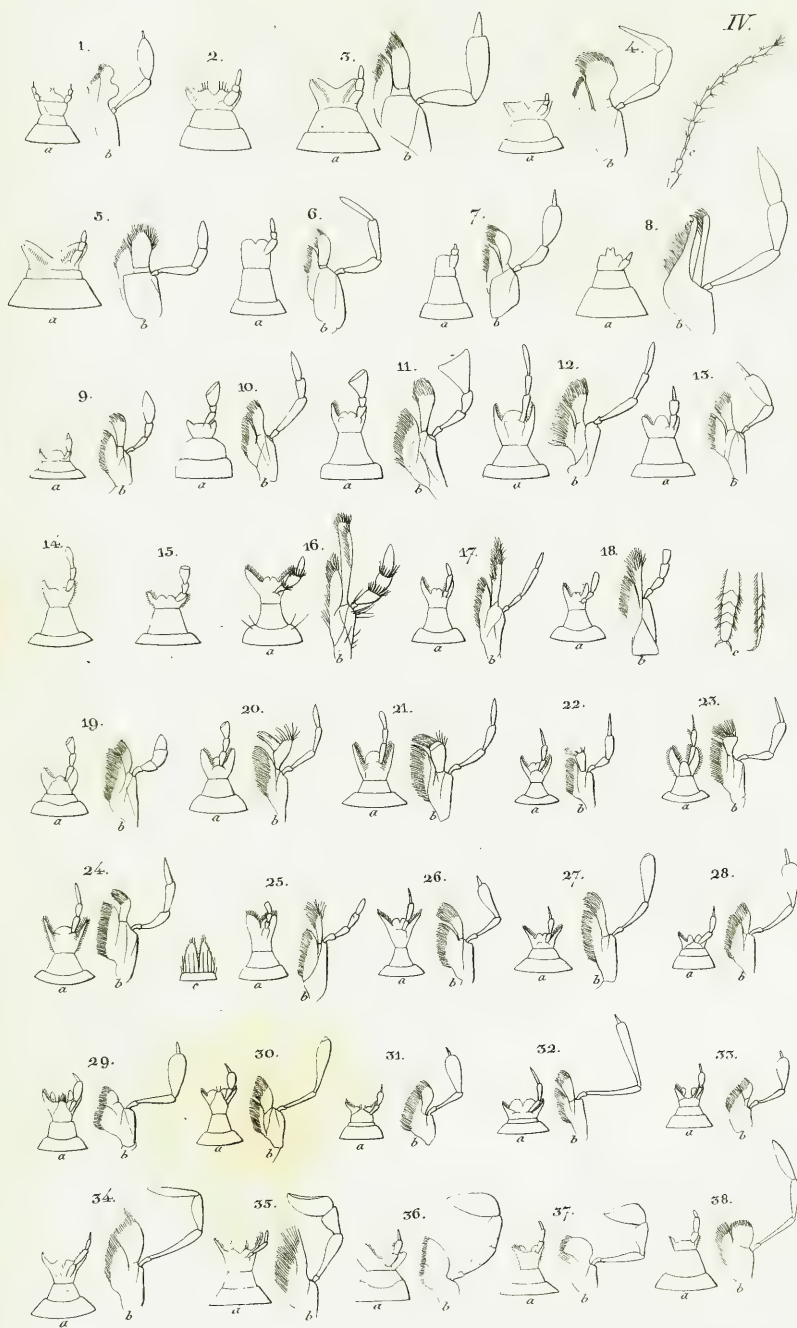 IV.
1. 2. 3. 4.
a b a a b a b c
5. 6. 7. 8.
a b a b a b a b
9. 10. 11. 12. 13.
a b a b a b a b a b
14. 15. 16. 17. 18.
a a b a b a b c
19. 20. 21. 22. 23.
a b a b a b a b a b
24. 25. 26. 27. 28.
a b c a b a b a b a b
29. 30. 31. 32. 33.
a b a b a b a b a b
34. 35. 36. 37. 38.
a b a b a b a b a b